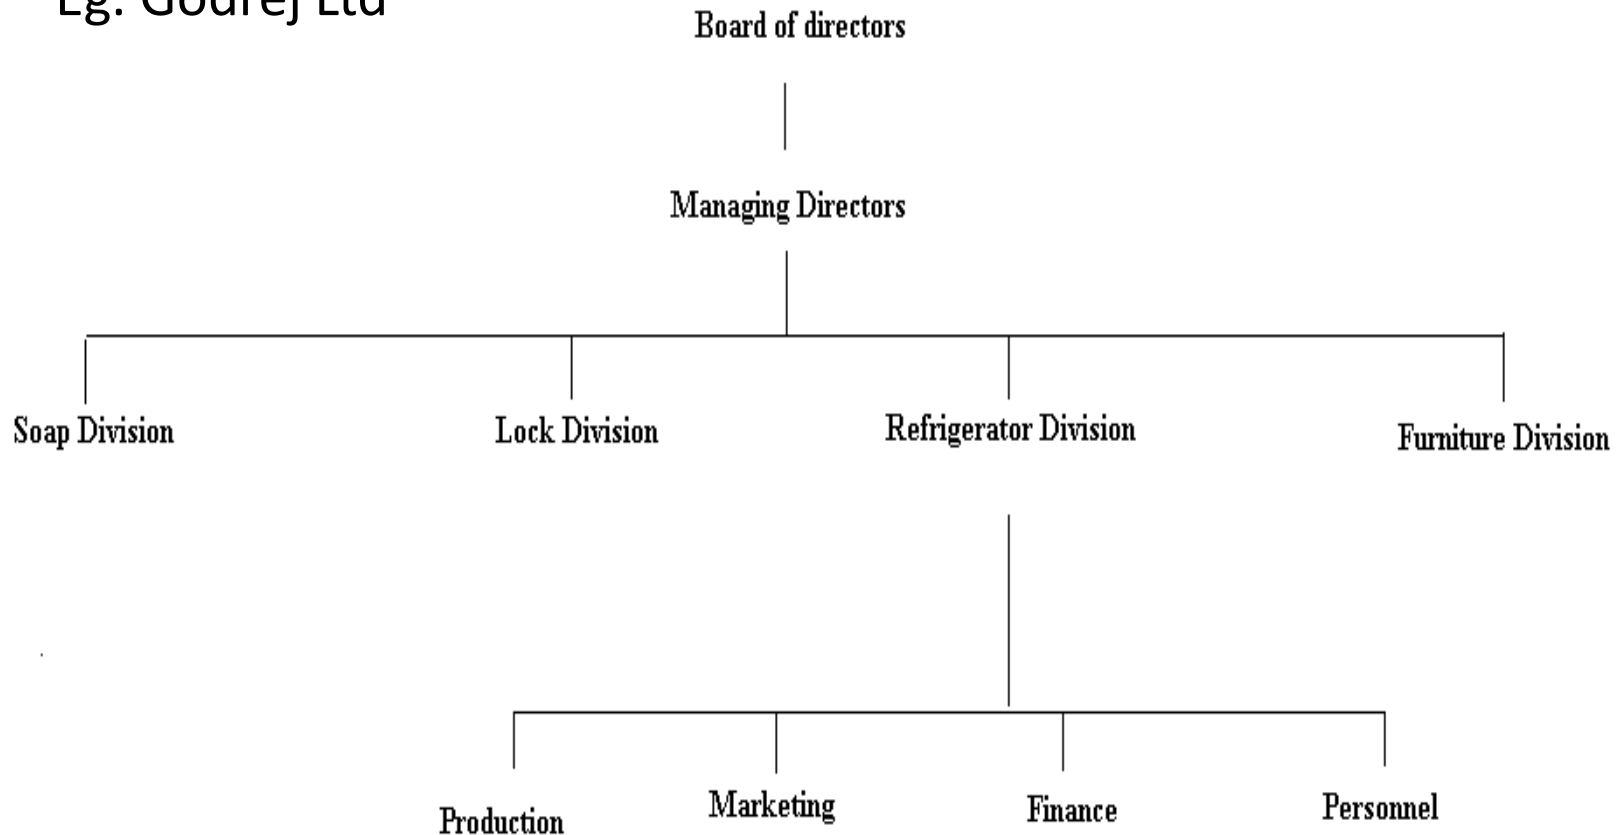 Eg. Godrej Ltd
Board of directors
Managing Directors
Soap Division
Lock Division
Refrigerator Division
Furniture Division
Production
Marketing
Finance
Personnel